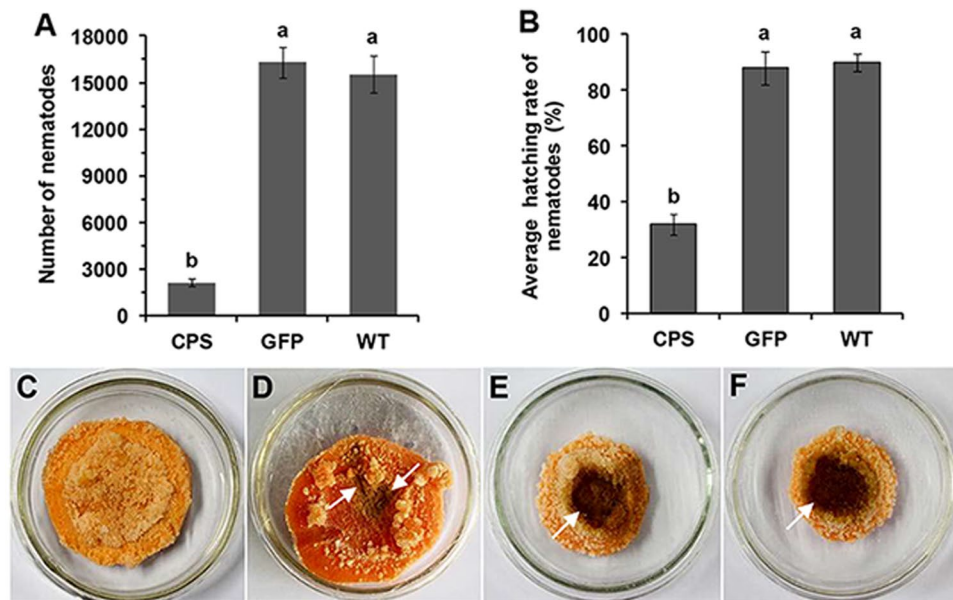 A
Number of nematodes
18000
15000
12000
9000
6000
3000
0
b
a
a
CPS
GFP
WT
B
Average hatching rate of
nematodes (%)
100
80
60
40
20
0
b
a
a
CPS
GFP
WT
C
D
E
F